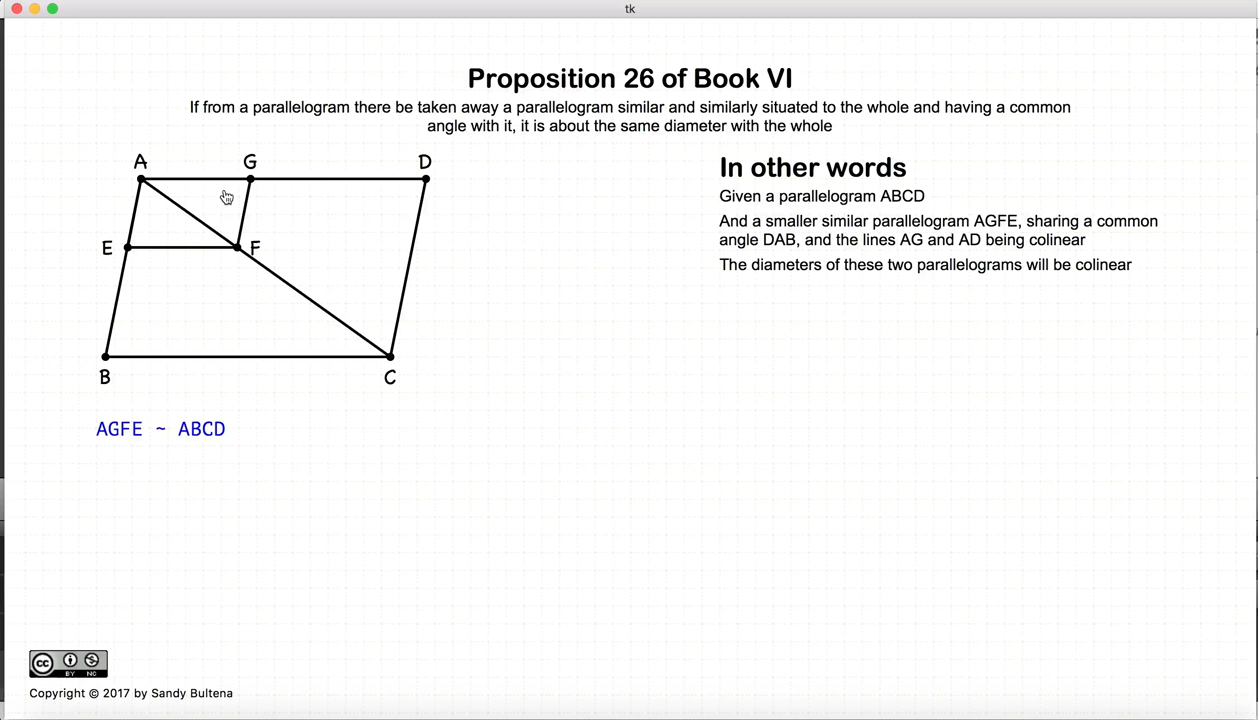 tk
Proposition 26 of Book VI
If from a parallelogram there be taken away a parallelogram similar and similarly situated to the whole and having a common
angle with it, it is about the same diameter with the whole
A G D
E F
B C
AGFE ~ ABCD
In other words
Given a parallelogram ABCD
And a smaller similar parallelogram AGFE, sharing a common
angle DAB, and the lines AG and AD being colinear
The diameters of these two parallelograms will be colinear
cc BY NC
Copyright © 2017 by Sandy Bultena